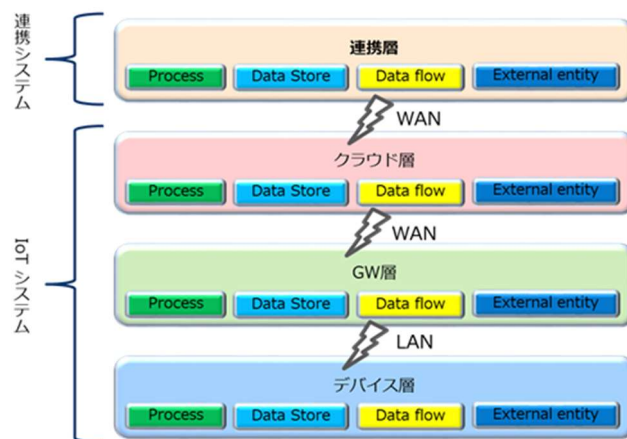 連携システム
連携層
Process
Data Store
Data flow
External entity
WAN
IoTシステム
クラウド層
Process
Data Store
Data flow
External entity
WAN
GW層
Process
Data Store
Data flow
External entity
LAN
デバイス層
Process
Data Store
Data flow
External entity